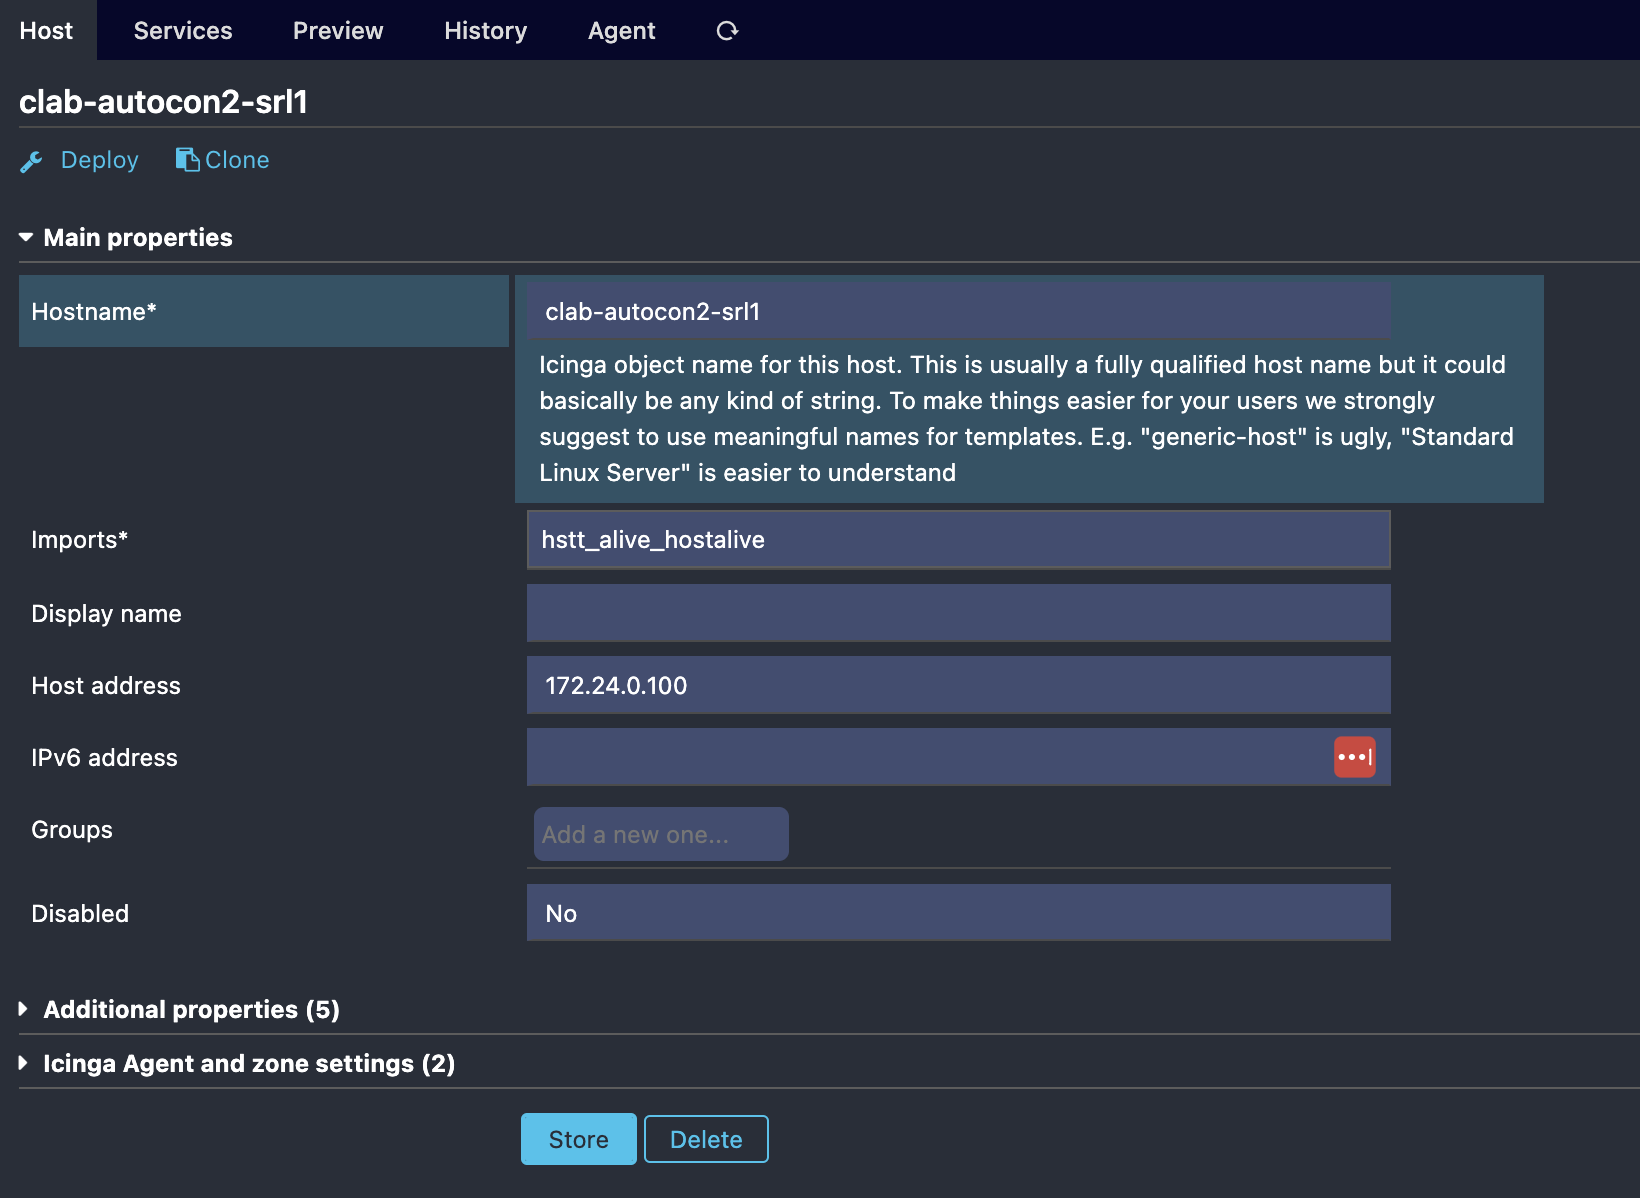 Host Services Preview History Agent
clab-autocon2-srl1
Deploy Clone
Main properties
Hostname* clab-autocon2-srl1
Icinga object name for this host. This is usually a fully qualified host name but it could
basically be any kind of string. To make things easier for your users we strongly
suggest to use meaningful names for templates. E.g. "generic-host" is ugly, "Standard
Linux Server" is easier to understand
Imports* hstt_alive_hostalive
Display name
Host address 172.24.0.100
IPv6 address
Groups Add a new one...
Disabled No
Additional properties (5)
Icinga Agent and zone settings (2)
Store Delete